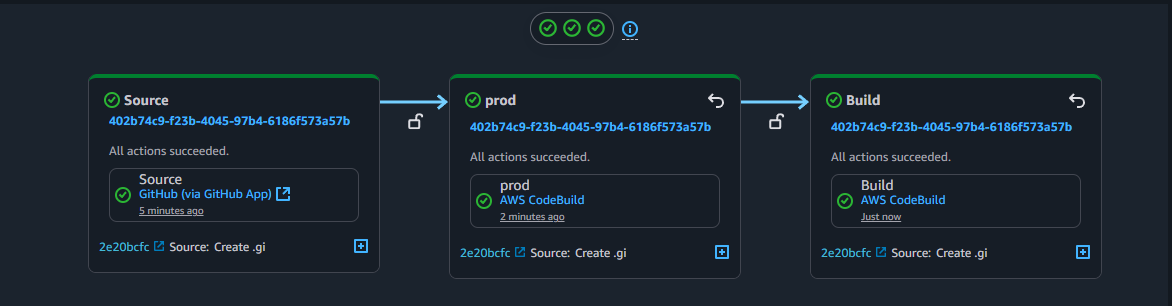 Source
402b74c9-f23b-4045-97b4-6186f573a57b
All actions succeeded.
Source
GitHub (via GitHub App)
5 minutes ago
2e20bcfc Source: Create .gi
prod
402b74c9-f23b-4045-97b4-6186f573a57b
All actions succeeded.
prod
AWS CodeBuild
2 minutes ago
2e20bcfc Source: Create .gi
Build
402b74c9-f23b-4045-97b4-6186f573a57b
All actions succeeded.
Build
AWS CodeBuild
Just now
2e20bcfc Source: Create .gi